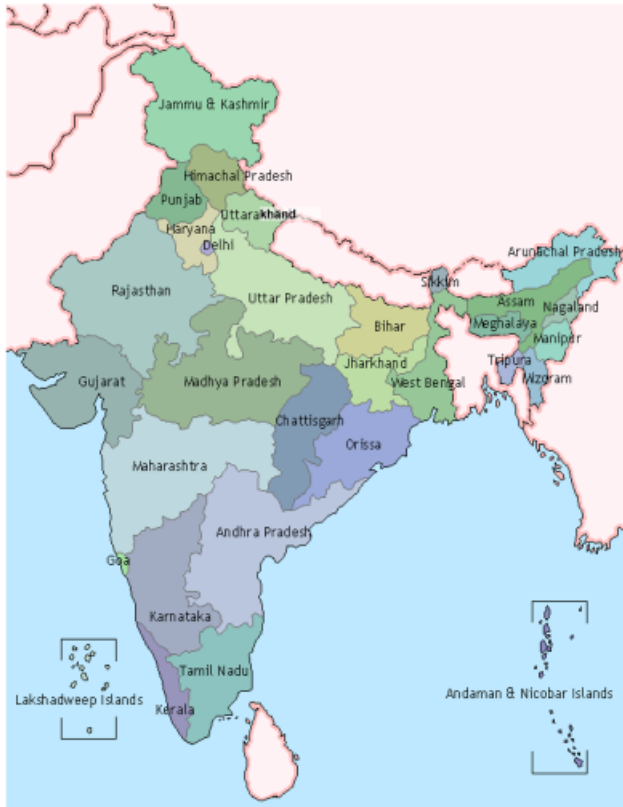 Jammu & Kashmir
Himachal Pradesh
Punjab
Uttarakhand
Haryana
Delhi
Arunachal Pradesh
Sikkim
Rajasthan
Uttar Pradesh
Assam
Nagaland
Bihar
Meghalaya
Manipur
Jharkhand
Tripura
Gujarat
Madhya Pradesh
West Bengal
Mizoram
Chattisgarh
Orissa
Maharashtra
Andhra Pradesh
Goa
Karnataka
Tamil Nadu
Lakshadweep Islands
Kerala
Andaman & Nicobar Islands